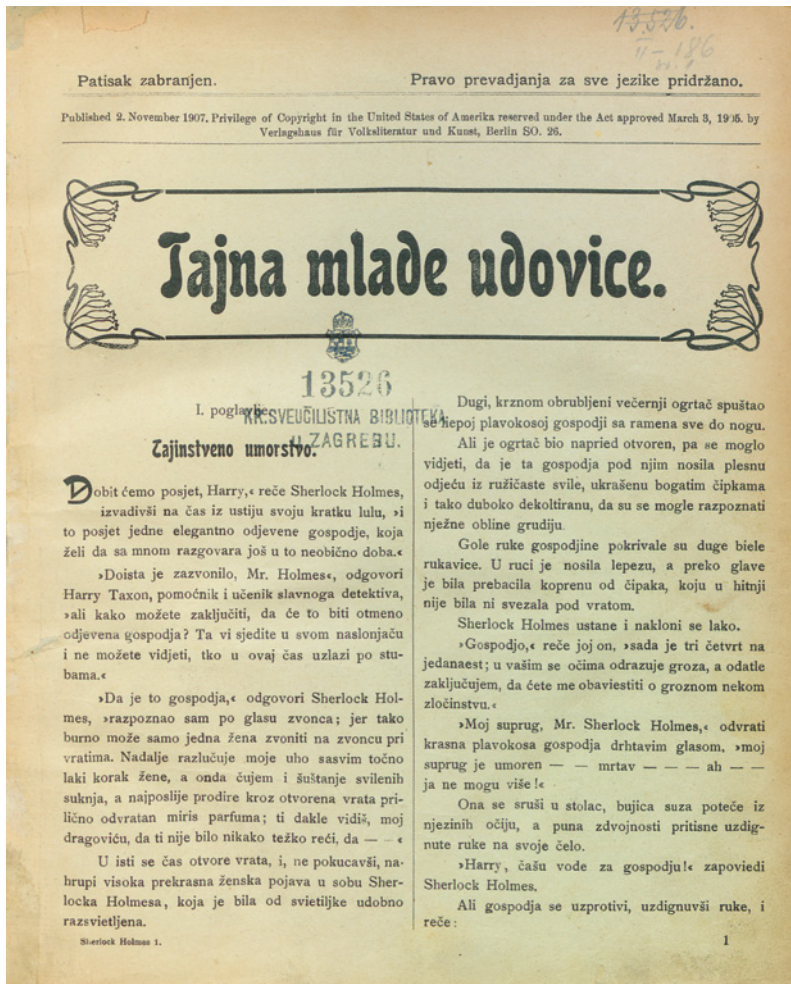 13526.
II-186
Patisak zabranjen.
Pravo prevadjanja za sve jezike pridržano.
Published 2. November 1907. Privilege of Copyright in the United States of Amerika reserved under the Act approved March 3, 1905. by
Verlagshaus für Volksliteratur und Kunst, Berlin SO. 26.
Tajna mlade udovice.
13526
KR. SVEUČILIŠTNA BIBLIOTEKA
U ZAGREBU.
I. poglavje.
Tajinstveno umorstvo.
Dobit ćemo posjet, Harry,« reče Sherlock Holmes,
izvadivši na čas iz ustiju svoju kratku lulu, »i
to posjet jedne elegantno odjevene gospodje, koja
želi da sa mnom razgovara još u to neobično doba.«
»Doista je zazvonilo, Mr. Holmes«, odgovori
Harry Taxon, pomoćnik i učenik slavnoga detektiva,
»ali kako možete zaključiti, da će to biti otmeno
odjevena gospodja? Ta vi sjedite u svom naslonjaču
i ne možete vidjeti, tko u ovaj čas uzlazi po stu-
bama.«
»Da je to gospodja,« odgovori Sherlock Hol-
mes, »razpoznao sam po glasu zvonca; jer tako
burno može samo jedna žena zvoniti na zvoncu pri
vratima. Nadalje razlučuje moje uho sasvim točno
laki korak žene, a onda čujem i šuštanje svilenih
suknja, a najposlije prodire kroz otvorena vrata pri-
lično odvratan miris parfuma; ti dakle vidiš, moj
dragoviću, da ti nije bilo nikako težko reći, da — — «
U isti se čas otvore vrata, i, ne pokucavši, na-
hrupi visoka prekrasna ženska pojava u sobu Sher-
locka Holmesa, koja je bila od svietiljke udobno
razsvietljena.
Sherlock Holmes 1.
Dugi, krznom obrubljeni večernji ogrtač spuštao
se liepoj plavokosoj gospodji sa ramena sve do nogu.
Ali je ogrtač bio napried otvoren, pa se moglo
vidjeti, da je ta gospodja pod njim nosila plesnu
odjeću iz ružičaste svile, ukrašenu bogatim čipkama
i tako duboko dekoltiranu, da su se mogle razpoznati
nježne obline grudiju.
Gole ruke gospodjine pokrivale su duge biele
rukavice. U ruci je nosila lepezu, a preko glave
je bila prebacila koprenu od čipaka, koju u hitnji
nije bila ni svezala pod vratom.
Sherlock Holmes ustane i nakloni se lako.
»Gospodjo,« reče joj on, »sada je tri četvrt na
jedanaest; u vašim se očima odrazuje groza, a odatle
zaključujem, da ćete me obaviestiti o groznom nekom
zločinstvu.«
»Moj suprug, Mr. Sherlock Holmes,« odvrati
krasna plavokosa gospodja drhtavim glasom, »moj
suprug je umoren — — mrtav — — — ah — —
ja ne mogu više!«
Ona se sruši u stolac, bujica suza poteče iz
njezinih očiju, a puna zdvojnosti pritisne uzdig-
nute ruke na svoje čelo.
»Harry, čašu vode za gospodju!« zapoviedi
Sherlock Holmes.
Ali gospodja se uzprotivi, uzdignuvši ruke, i
reče:
1